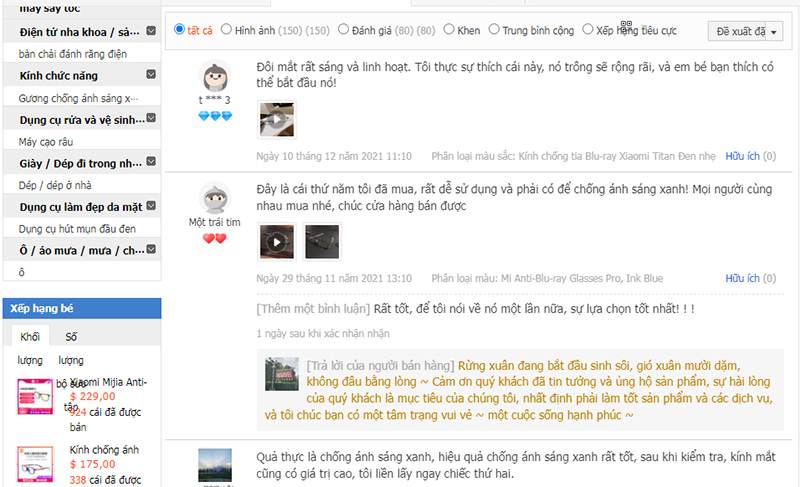 máy sấy tóc
Điện tử nha khoa / sả···
bàn chải đánh răng điện
Kính chức năng
Gương chống ánh sáng x···
Dụng cụ rửa và vệ sinh···
Máy cạo râu
Giày / Dép đi trong nh···
Dép / dép ở nhà
Dụng cụ làm đẹp da mặt
Dụng cụ hút mụn đầu đen
Ô / áo mưa / mưa / ch···
ô
Xếp hạng bé
Khối lượng
Số lượng
Xiaomi Mijia Anti-
$ 229,00
924 cái đã được
bán
Kính chống ánh
$ 175,00
338 cái đã được
tất cả Hình ảnh (150) (150) Đánh giá (80) (80) Khen Trung bình cộng Xếp hạng tiêu cực Đề xuất đặ
Đôi mắt rất sáng và linh hoạt. Tôi thực sự thích cái này, nó trông sẽ rộng rãi, và em bé bạn thích có
thể bắt đầu nó!
t *** 3
Ngày 10 tháng 12 năm 2021 11:10 Phân loại màu sắc: Kính chống tia Blu-ray Xiaomi Titan Đen nhẹ Hữu ích (0)
Đây là cái thứ năm tôi đã mua, rất dễ sử dụng và phải có để chống ánh sáng xanh! Mọi người cùng
nhau mua nhé, chúc cửa hàng bán được
Một trái tim
Ngày 29 tháng 11 năm 2021 13:10 Phân loại màu: Mi Anti-Blu-ray Glasses Pro, Ink Blue Hữu ích (0)
[Thêm một bình luận] Rất tốt, để tôi nói về nó một lần nữa, sự lựa chọn tốt nhất! ! !
1 ngày sau khi xác nhận nhận
[Trả lời của người bán hàng] Rừng xuân đang bắt đầu sinh sôi, gió xuân mười dặm,
không đâu bằng lòng ~ Cảm ơn quý khách đã tin tưởng và ủng hộ sản phẩm, sự hài lòng
của quý khách là mục tiêu của chúng tôi, nhất định phải làm tốt sản phẩm và các dịch vụ,
và tôi chúc bạn có một tâm trạng vui vẻ ~ một cuộc sống hạnh phúc ~
Quả thực là chống ánh sáng xanh, hiệu quả chống ánh sáng xanh rất tốt, sau khi kiểm tra, kính mắt
cũng có giá trị cao, tôi liền lấy ngay chiếc thứ hai.